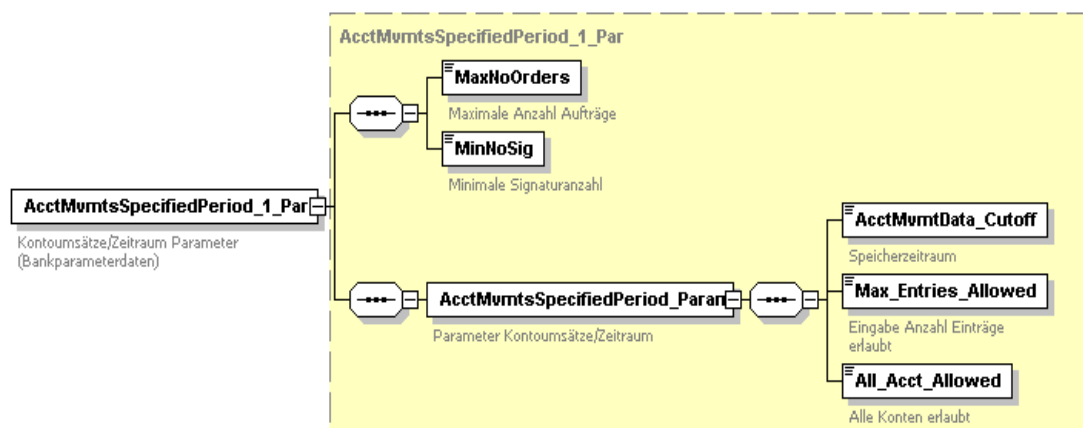 AcctMvmtsSpecifiedPeriod_1_Par
MaxNoOrders
Maximale Anzahl Aufträge
MinNoSig
Minimale Signaturanzahl
AcctMvmtsSpecifiedPeriod_1_Par
Kontoumsätze/Zeitraum Parameter
(Bankparameterdaten)
AcctMvmtsSpecifiedPeriod_Param
Parameter Kontoumsätze/Zeitraum
AcctMvmtData_Cutoff
Speicherzeitraum
Max_Entries_Allowed
Eingabe Anzahl Einträge
erlaubt
All_Acct_Allowed
Alle Konten erlaubt